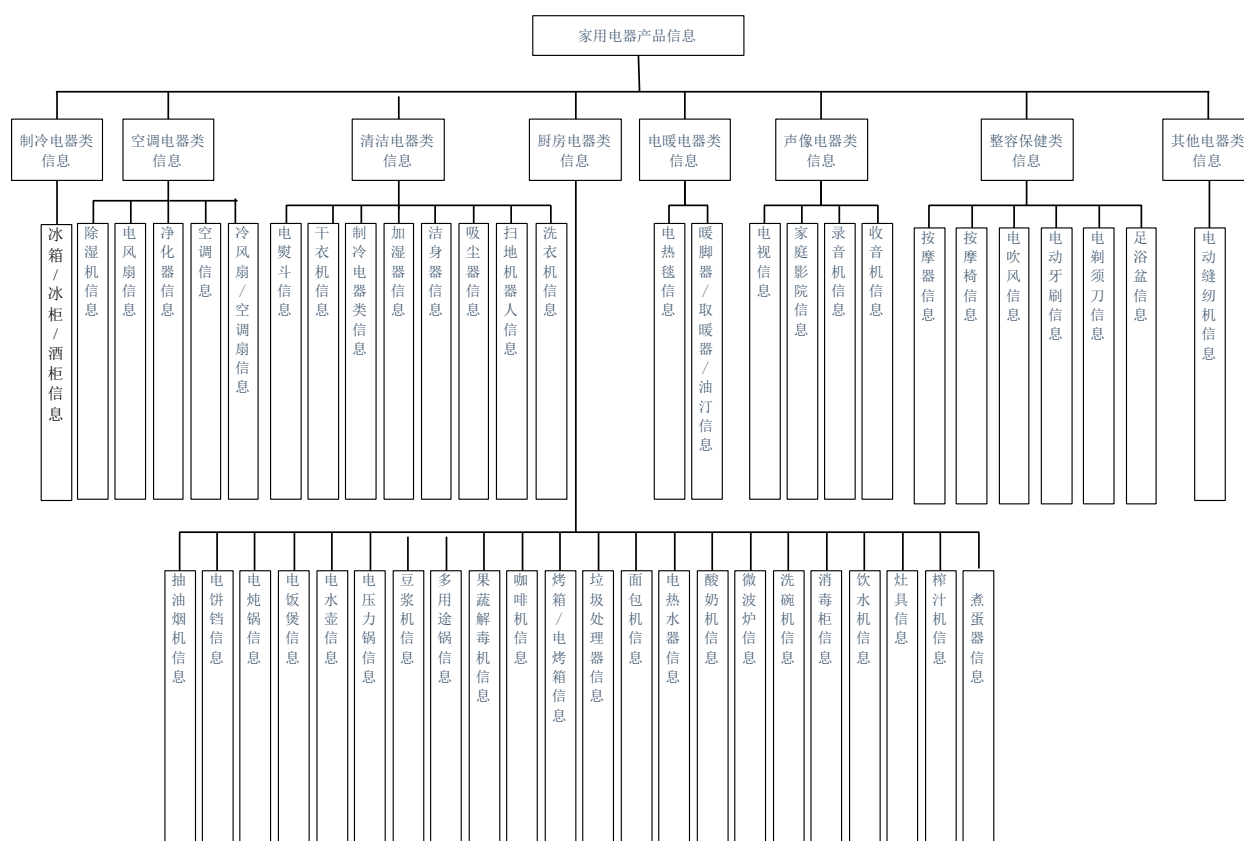 家用电器产品信息
制冷电器类
信息
空调电器类
信息
清洁电器类
信息
厨房电器类
信息
电暖电器类
信息
声像电器类
信息
整容保健类
信息
其他电器类
信息
冰箱/冰柜/酒柜信息
除湿机信息
电风扇信息
净化器信息
空调信息
冷风扇/空调扇信息
电熨斗信息
干衣机信息
制冷电器类信息
加湿器信息
洁身器信息
吸尘器信息
扫地机器人信息
洗衣机信息
电热毯信息
暖脚器/取暖器/油汀信息
电视信息
家庭影院信息
录音机信息
收音机信息
按摩器信息
按摩椅信息
电吹风信息
电动牙刷信息
电剃须刀信息
足浴盆信息
电动缝纫机信息
抽油烟机信息
电饼铛信息
电炖锅信息
电饭煲信息
电水壶信息
电压力锅信息
豆浆机信息
多用途锅信息
果蔬解毒机信息
咖啡机信息
烤箱/电烤箱信息
垃圾处理器信息
面包机信息
电热水器信息
酸奶机信息
微波炉信息
洗碗机信息
消毒柜信息
饮水机信息
灶具信息
榨汁机信息
煮蛋器信息